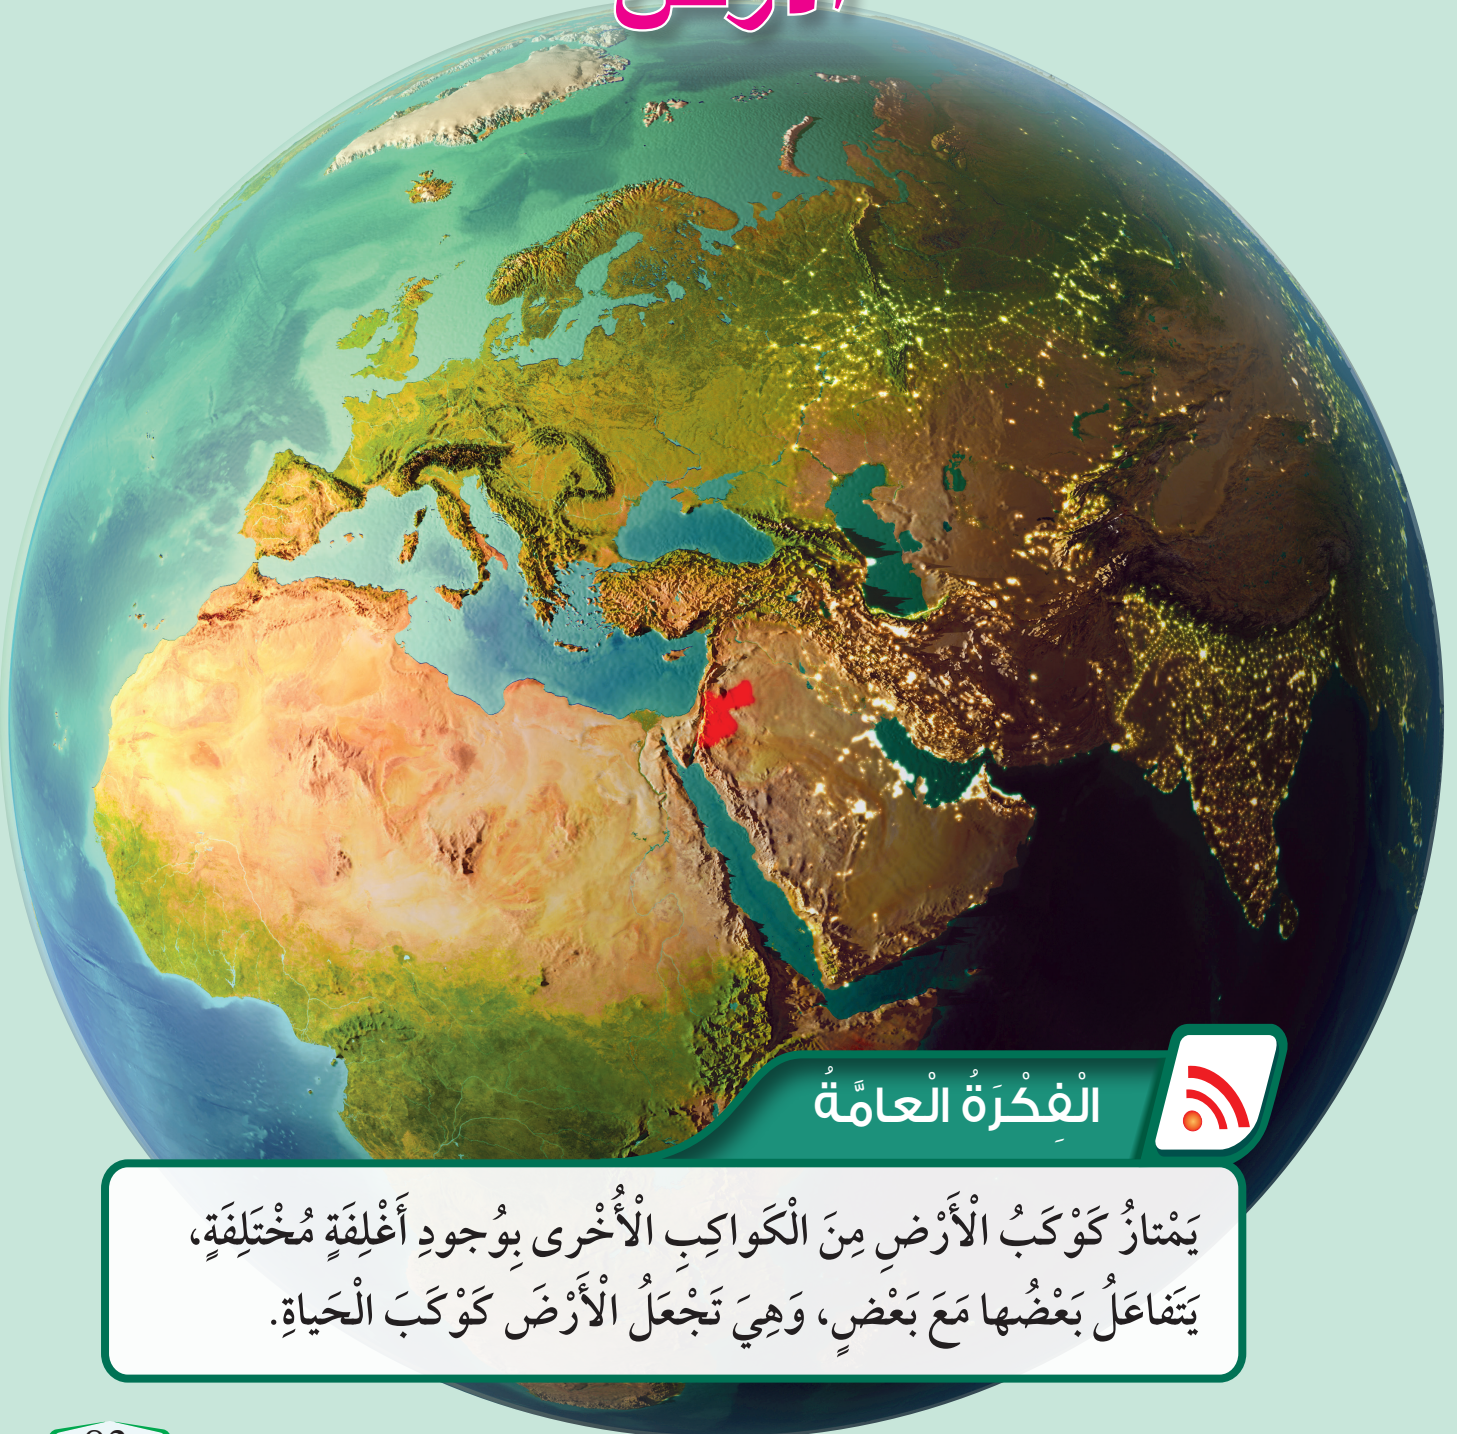 الْفِكْرَةُ الْعامَّةُ
يَمْتازُ كَوْكَبُ الْأَرْضِ مِنَ الْكَواكِبِ الْأُخْرى بِوُجودِ أَغْلِفَةٍ مُخْتَلِفَةٍ،
يَتَفاعَلُ بَعْضُها مَعَ بَعْضٍ، وَهِيَ تَجْعَلُ الْأَرْضَ كَوْكَبَ الْحَياةِ.